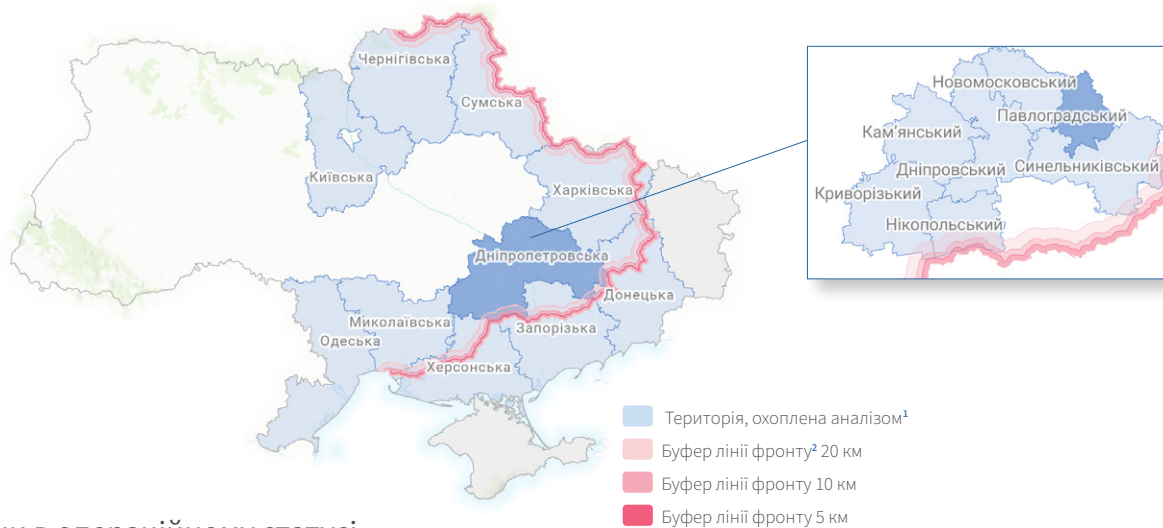 Чернігівська
Сумська
Київська
Харківська
Дніпропетровська
Донецька
Миколаївська
Запорізька
Одеська
Херсонська
Новомосковський
Павлоградський
Кам'янський
Дніпровський
Синельниківський
Криворізький
Нікопольський
Територія, охоплена аналізом¹
Буфер лінії фронту² 20 км
Буфер лінії фронту 10 км
Буфер лінії фронту 5 км